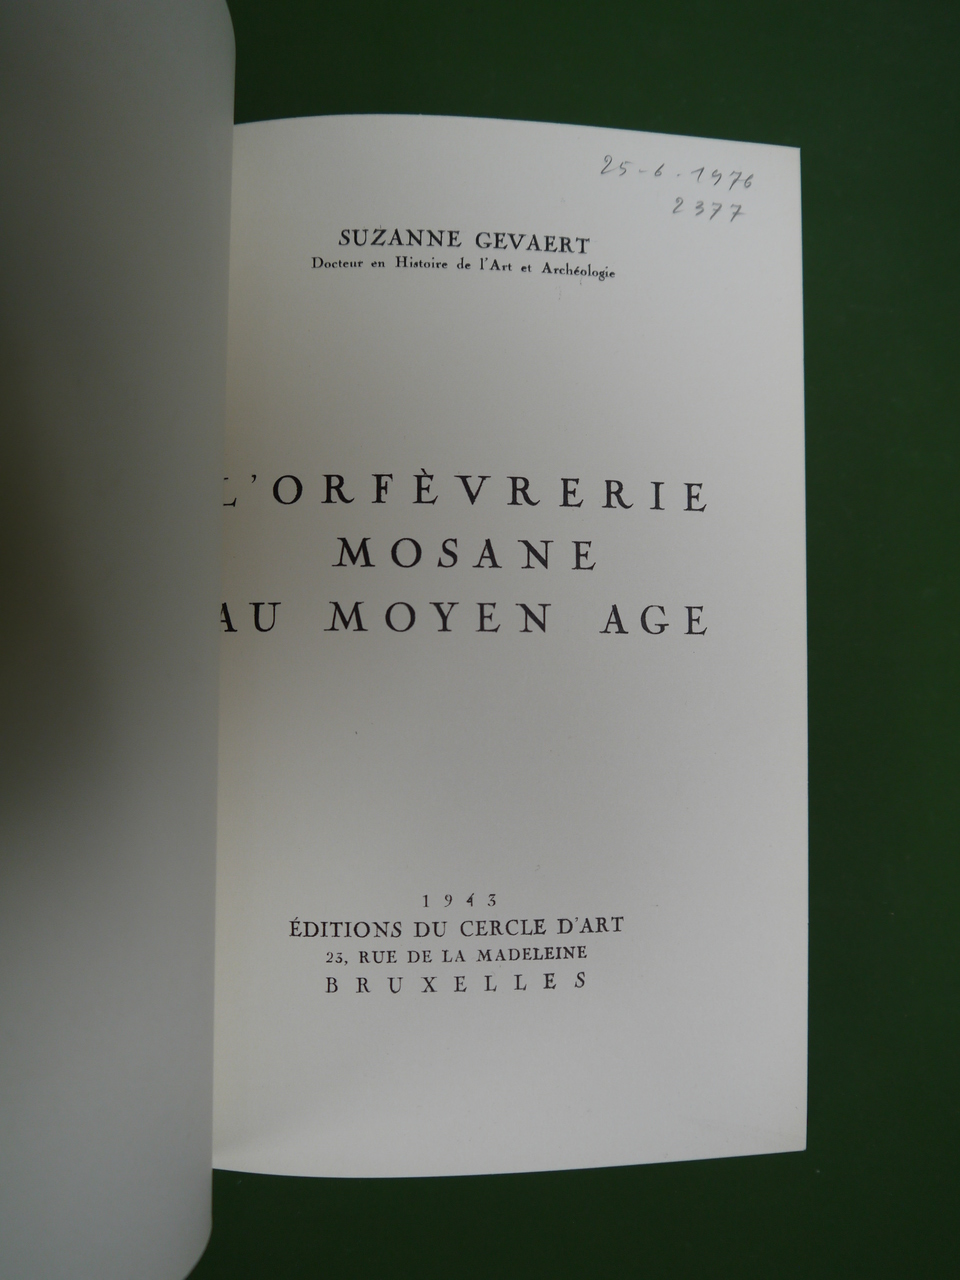 25-6-1976
2377
SUZANNE GEVAERT
Docteur en Histoire de l'Art et Archéologie
L'ORFÈVRERIE
MOSANE
AU MOYEN AGE
1943
ÉDITIONS DU CERCLE D'ART
23, RUE DE LA MADELEINE
BRUXELLES